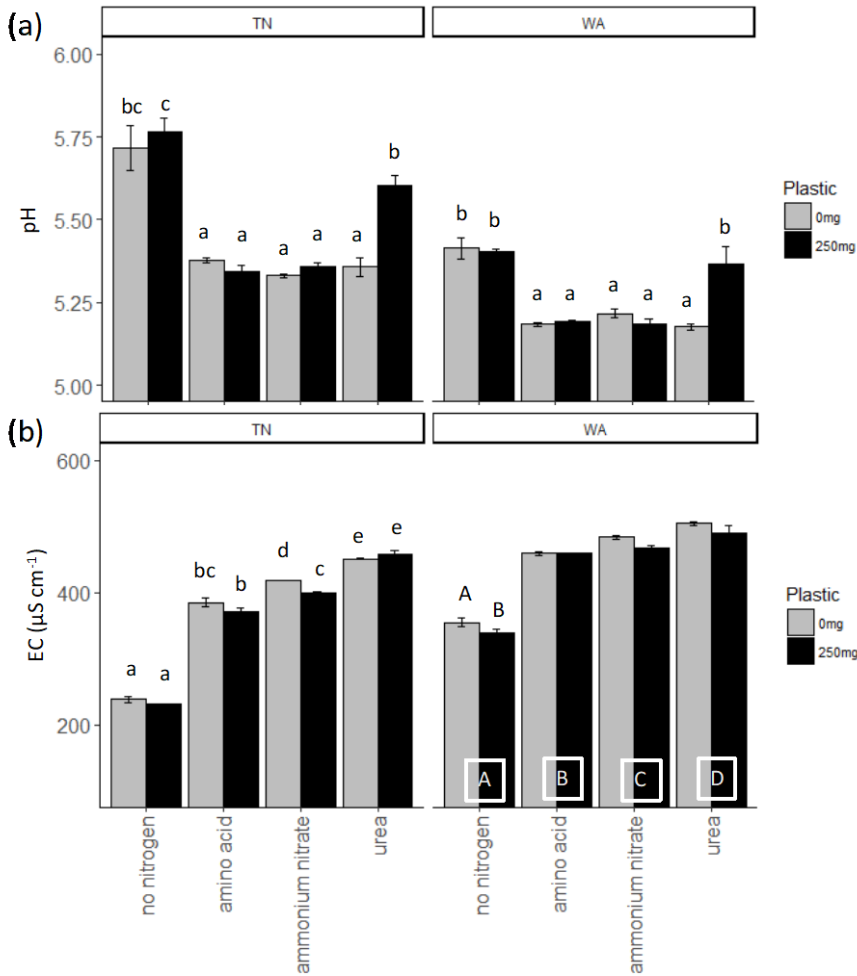 (a)
TN
WA
6.00
5.75
5.50
5.25
5.00
pH
bc c a a a a a b
b b a a a a a b
Plastic
0mg
250mg
(b)
TN
WA
600
400
200
EC (µS cm⁻¹)
a a bc b d c e e
A B
A B C D
Plastic
0mg
250mg
no nitrogen
amino acid
ammonium nitrate
urea
no nitrogen
amino acid
ammonium nitrate
urea